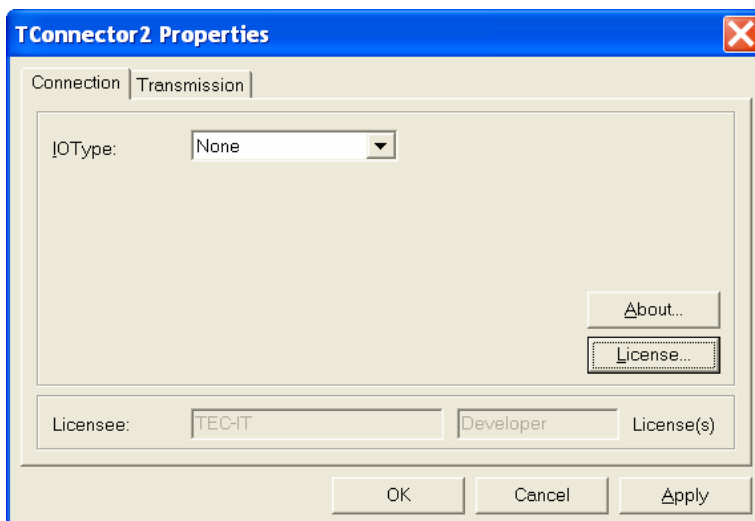 TConnector2 Properties
Connection Transmission
IOType: None
About...
License...
Licensee: TEC-IT Developer License(s)
OK Cancel Apply